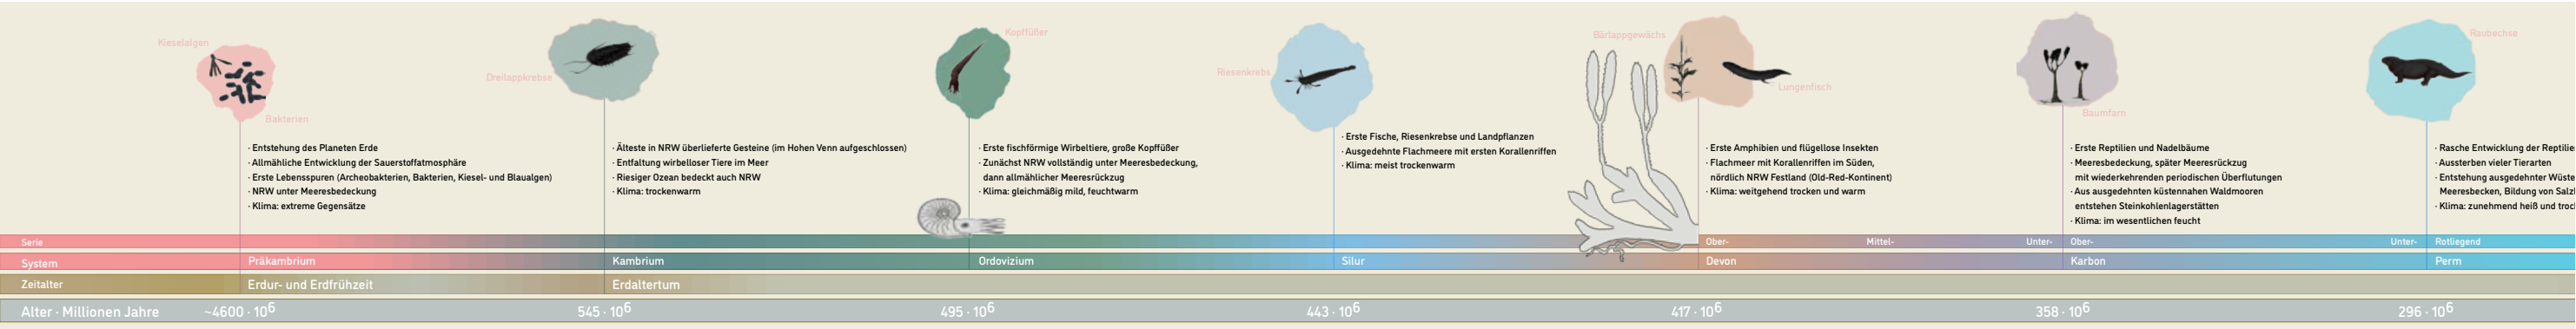 Kieselalgen
Bakterien
Dreilappkrebse
Kopffüßer
Riesenkrebs
Bärlappgewächs
Lungenfisch
Baumfarn
Raubechse
· Entstehung des Planeten Erde
· Allmähliche Entwicklung der Sauerstoffatmosphäre
· Erste Lebensspuren (Archeobakterien, Bakterien, Kiesel- und Blaualgen)
· NRW unter Meeresbedeckung
· Klima: extreme Gegensätze
· Älteste in NRW überlieferte Gesteine (im Hohen Venn aufgeschlossen)
· Entfaltung wirbelloser Tiere im Meer
· Riesiger Ozean bedeckt auch NRW
· Klima: trockenwarm
· Erste fischförmige Wirbeltiere, große Kopffüßer
· Zunächst NRW vollständig unter Meeresbedeckung,
dann allmählicher Meeresrückzug
· Klima: gleichmäßig mild, feuchtwarm
· Erste Fische, Riesenkrebse und Landpflanzen
· Ausgedehnte Flachmeere mit ersten Korallenriffen
· Klima: meist trockenwarm
· Erste Amphibien und flügellose Insekten
· Flachmeer mit Korallenriffen im Süden,
nördlich NRW Festland (Old-Red-Kontinent)
· Klima: weitgehend trocken und warm
· Erste Reptilien und Nadelbäume
· Meeresbedeckung, später Meeresrückzug
mit wiederkehrenden periodischen Überflutungen
· Aus ausgedehnten küstennahen Waldmooren
entstehen Steinkohlenlagerstätten
· Klima: im wesentlichen feucht
· Rasche Entwicklung der Reptilie
· Aussterben vieler Tierarten
· Entstehung ausgedehnter Wüste
Meeresbecken, Bildung von Salz
· Klima: zunehmend heiß und troc
Serie Ober- Mittel- Unter- Ober- Unter- Rotliegend
System Präkambrium Kambrium Ordovizium Silur Devon Karbon Perm
Zeitalter Erdur- und Erdfrühzeit Erdaltertum
Alter · Millionen Jahre ~4600 · 10⁶ 545 · 10⁶ 495 · 10⁶ 443 · 10⁶ 417 · 10⁶ 358 · 10⁶ 296 · 10⁶